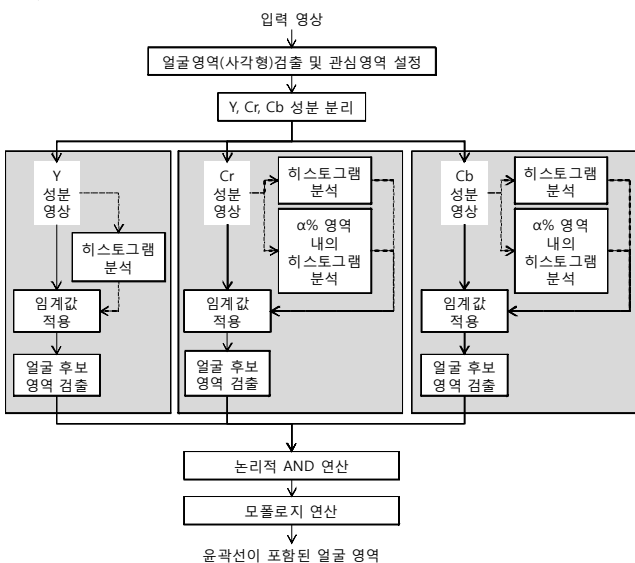 입력 영상
얼굴영역(사각형)검출 및 관심영역 설정
Y, Cr, Cb 성분 분리
Y
성분
영상
히스토그램
분석
임계값
적용
얼굴 후보
영역 검출
Cr
성분
영상
히스토그램
분석
α% 영역
내의
히스토그램
분석
임계값
적용
얼굴 후보
영역 검출
Cb
성분
영상
히스토그램
분석
α% 영역
내의
히스토그램
분석
임계값
적용
얼굴 후보
영역 검출
논리적 AND 연산
모폴로지 연산
윤곽선이 포함된 얼굴 영역